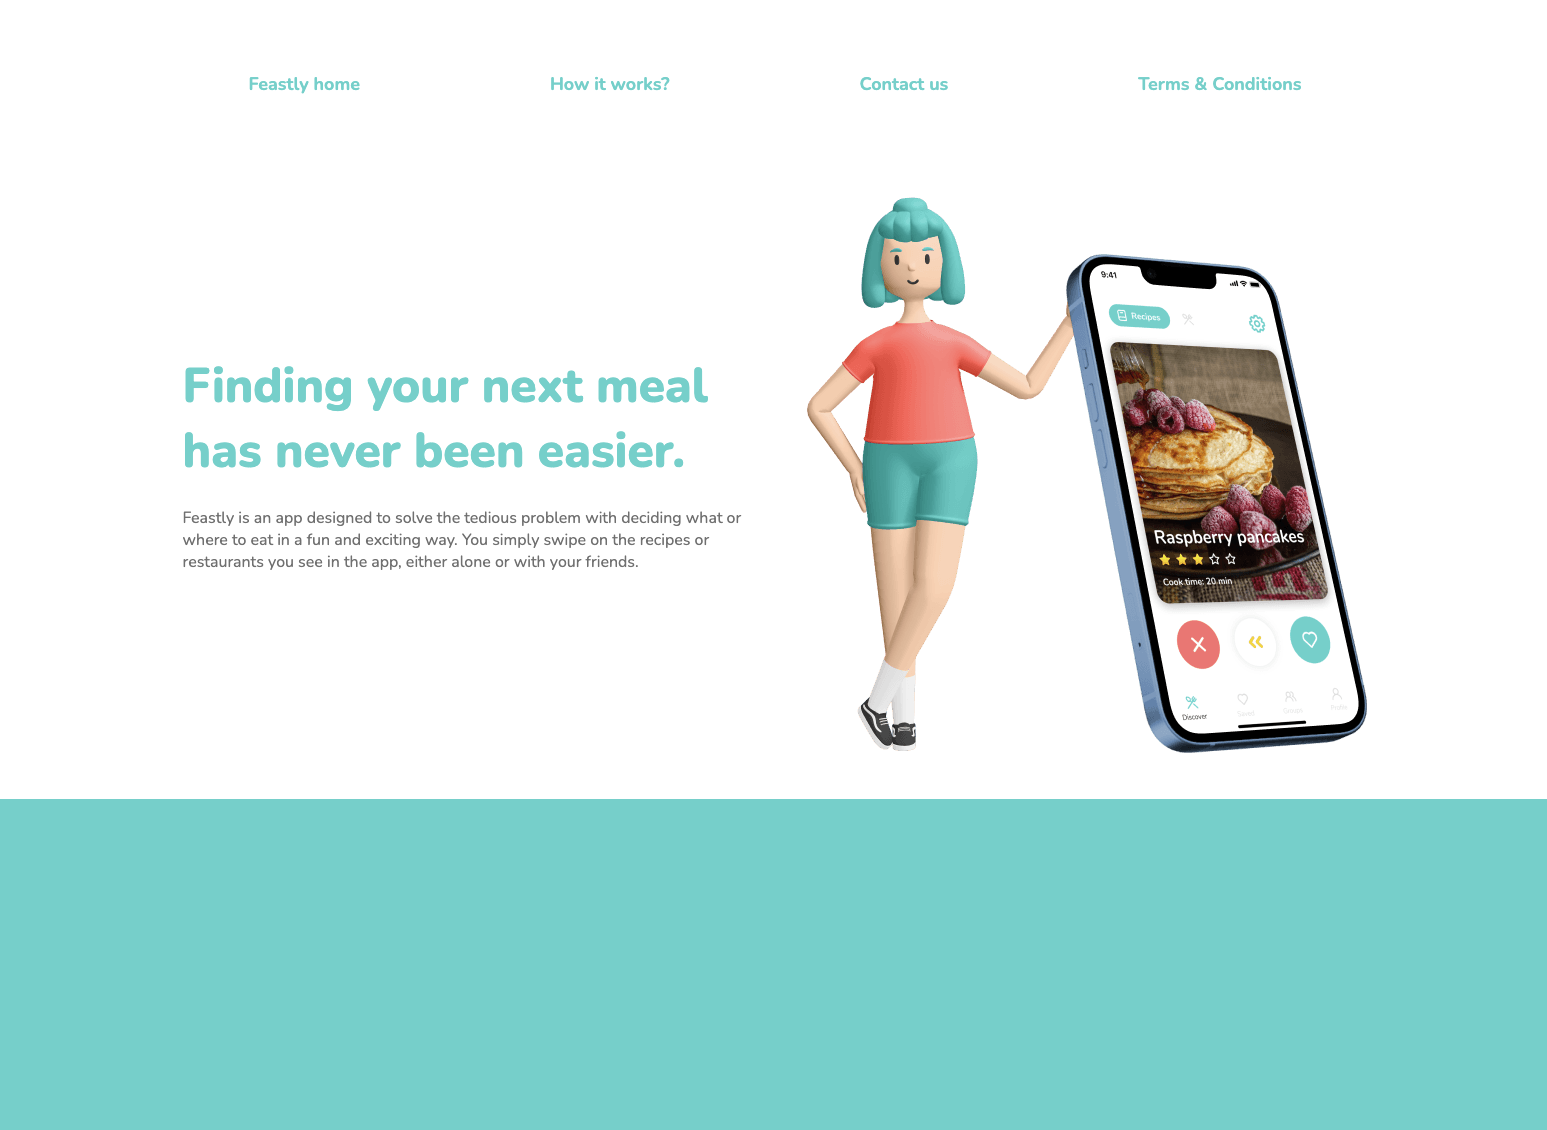 Feastly home
How it works?
Contact us
Terms & Conditions
Finding your next meal
has never been easier.
Feastly is an app designed to solve the tedious problem with deciding what or
where to eat in a fun and exciting way. You simply swipe on the recipes or
restaurants you see in the app, either alone or with your friends.
9:41
Recipes
Raspberry pancakes
Cook time: 20 min
Discover
Saved
Groups
Profile